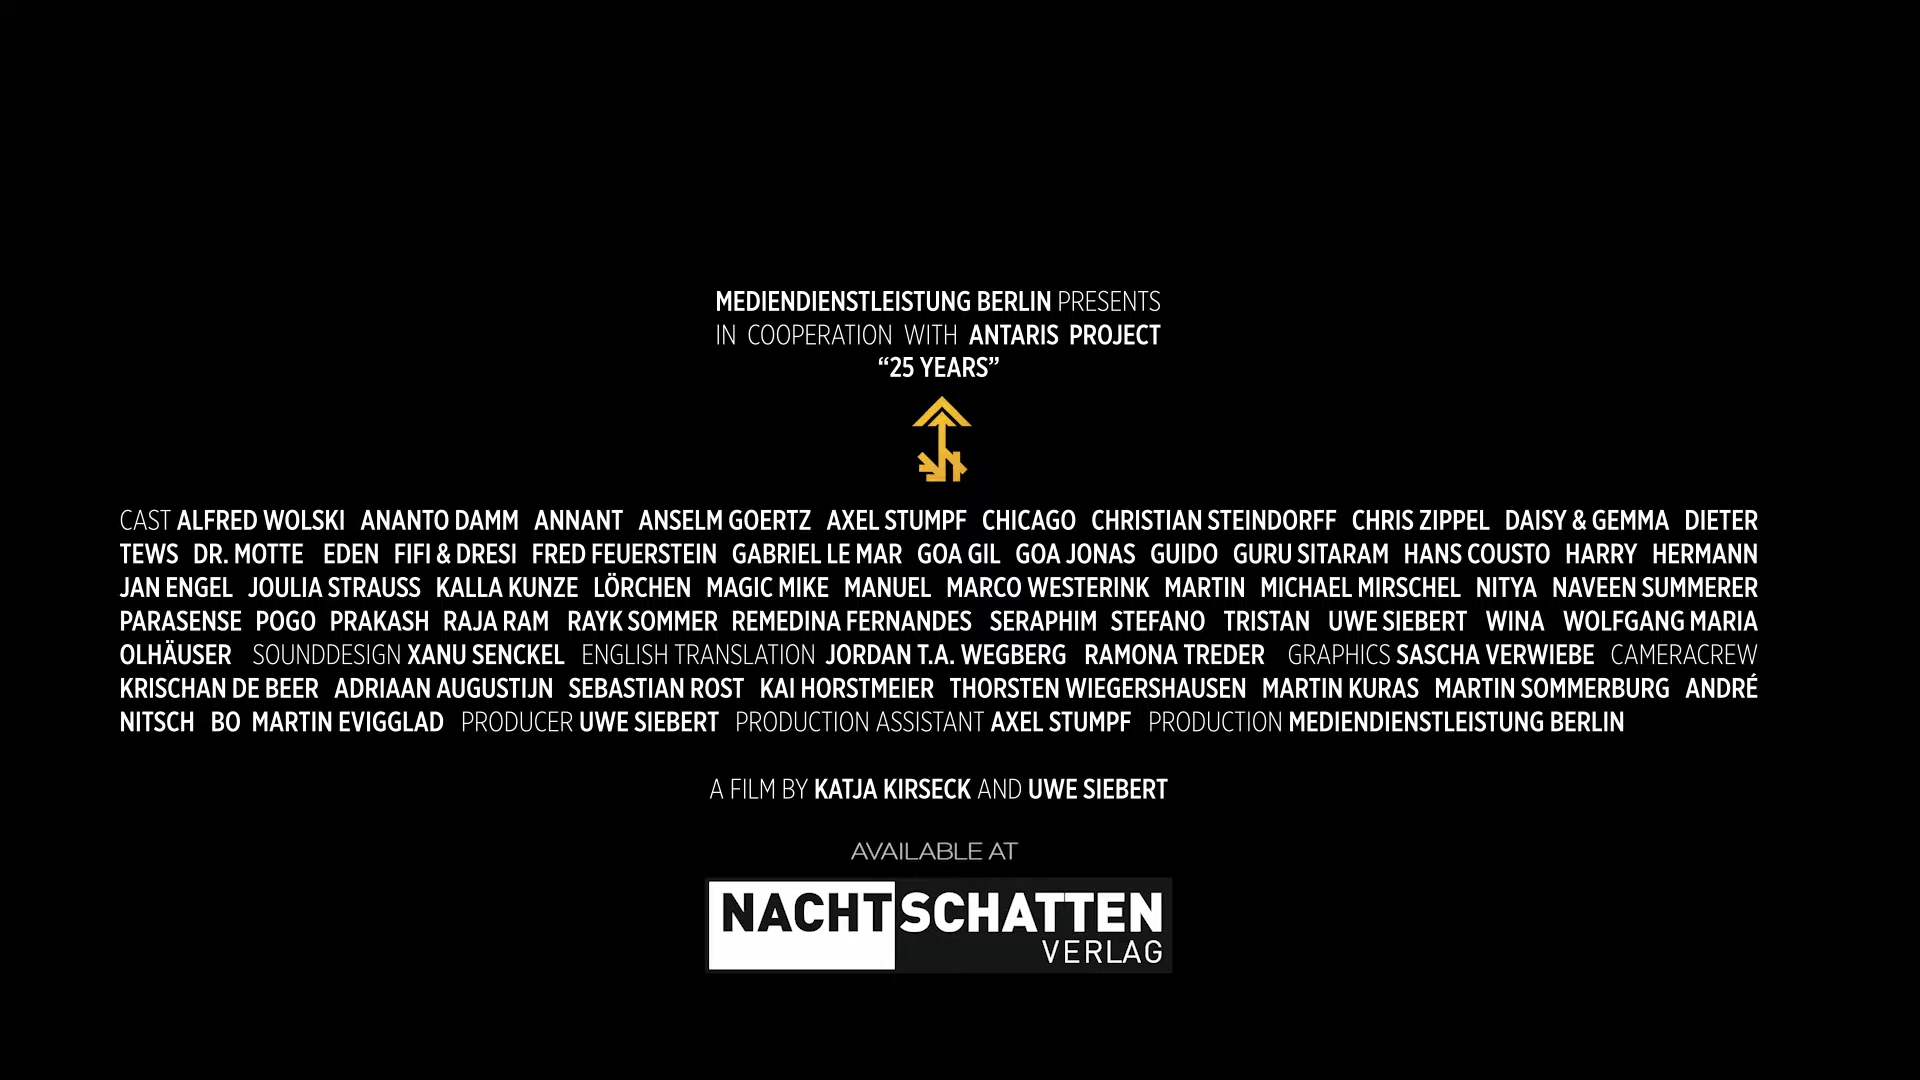 MEDIENDIENSTLEISTUNG BERLIN PRESENTS
IN COOPERATION WITH ANTARIS PROJECT
“25 YEARS”
CAST ALFRED WOLSKI ANANTO DAMM ANNANT ANSELM GOERTZ AXEL STUMPF CHICAGO CHRISTIAN STEINDORFF CHRIS ZIPPEL DAISY & GEMMA DIETER
TEWS DR. MOTTE EDEN FIFI & DRESI FRED FEUERSTEIN GABRIEL LE MAR GOA GIL GOA JONAS GUIDO GURU SITARAM HANS COUSTO HARRY HERMANN
JAN ENGEL JOULIA STRAUSS KALLA KUNZE LÖRCHEN MAGIC MIKE MANUEL MARCO WESTERINK MARTIN MICHAEL MIRSCHEL NITYA NAVEEN SUMMERER
PARASENSE POGO PRAKASH RAJA RAM RAYK SOMMER REMEDINA FERNANDES SERAPHIM STEFANO TRISTAN UWE SIEBERT WINA WOLFGANG MARIA
OLHÄUSER SOUNDDESIGN XANU SENCKEL ENGLISH TRANSLATION JORDAN T.A. WEGBERG RAMONA TREDER GRAPHICS SASCHA VERWIEBE CAMERACREW
KRISCHAN DE BEER ADRIAAN AUGUSTIJN SEBASTIAN ROST KAI HORSTMEIER THORSTEN WIEGERSHAUSEN MARTIN KURAS MARTIN SOMMERBURG ANDRÉ
NITSCH BO MARTIN EVIGGLAD PRODUCER UWE SIEBERT PRODUCTION ASSISTANT AXEL STUMPF PRODUCTION MEDIENDIENSTLEISTUNG BERLIN
A FILM BY KATJA KIRSECK AND UWE SIEBERT
AVAILABLE AT
NACHTSCHATTEN
VERLAG